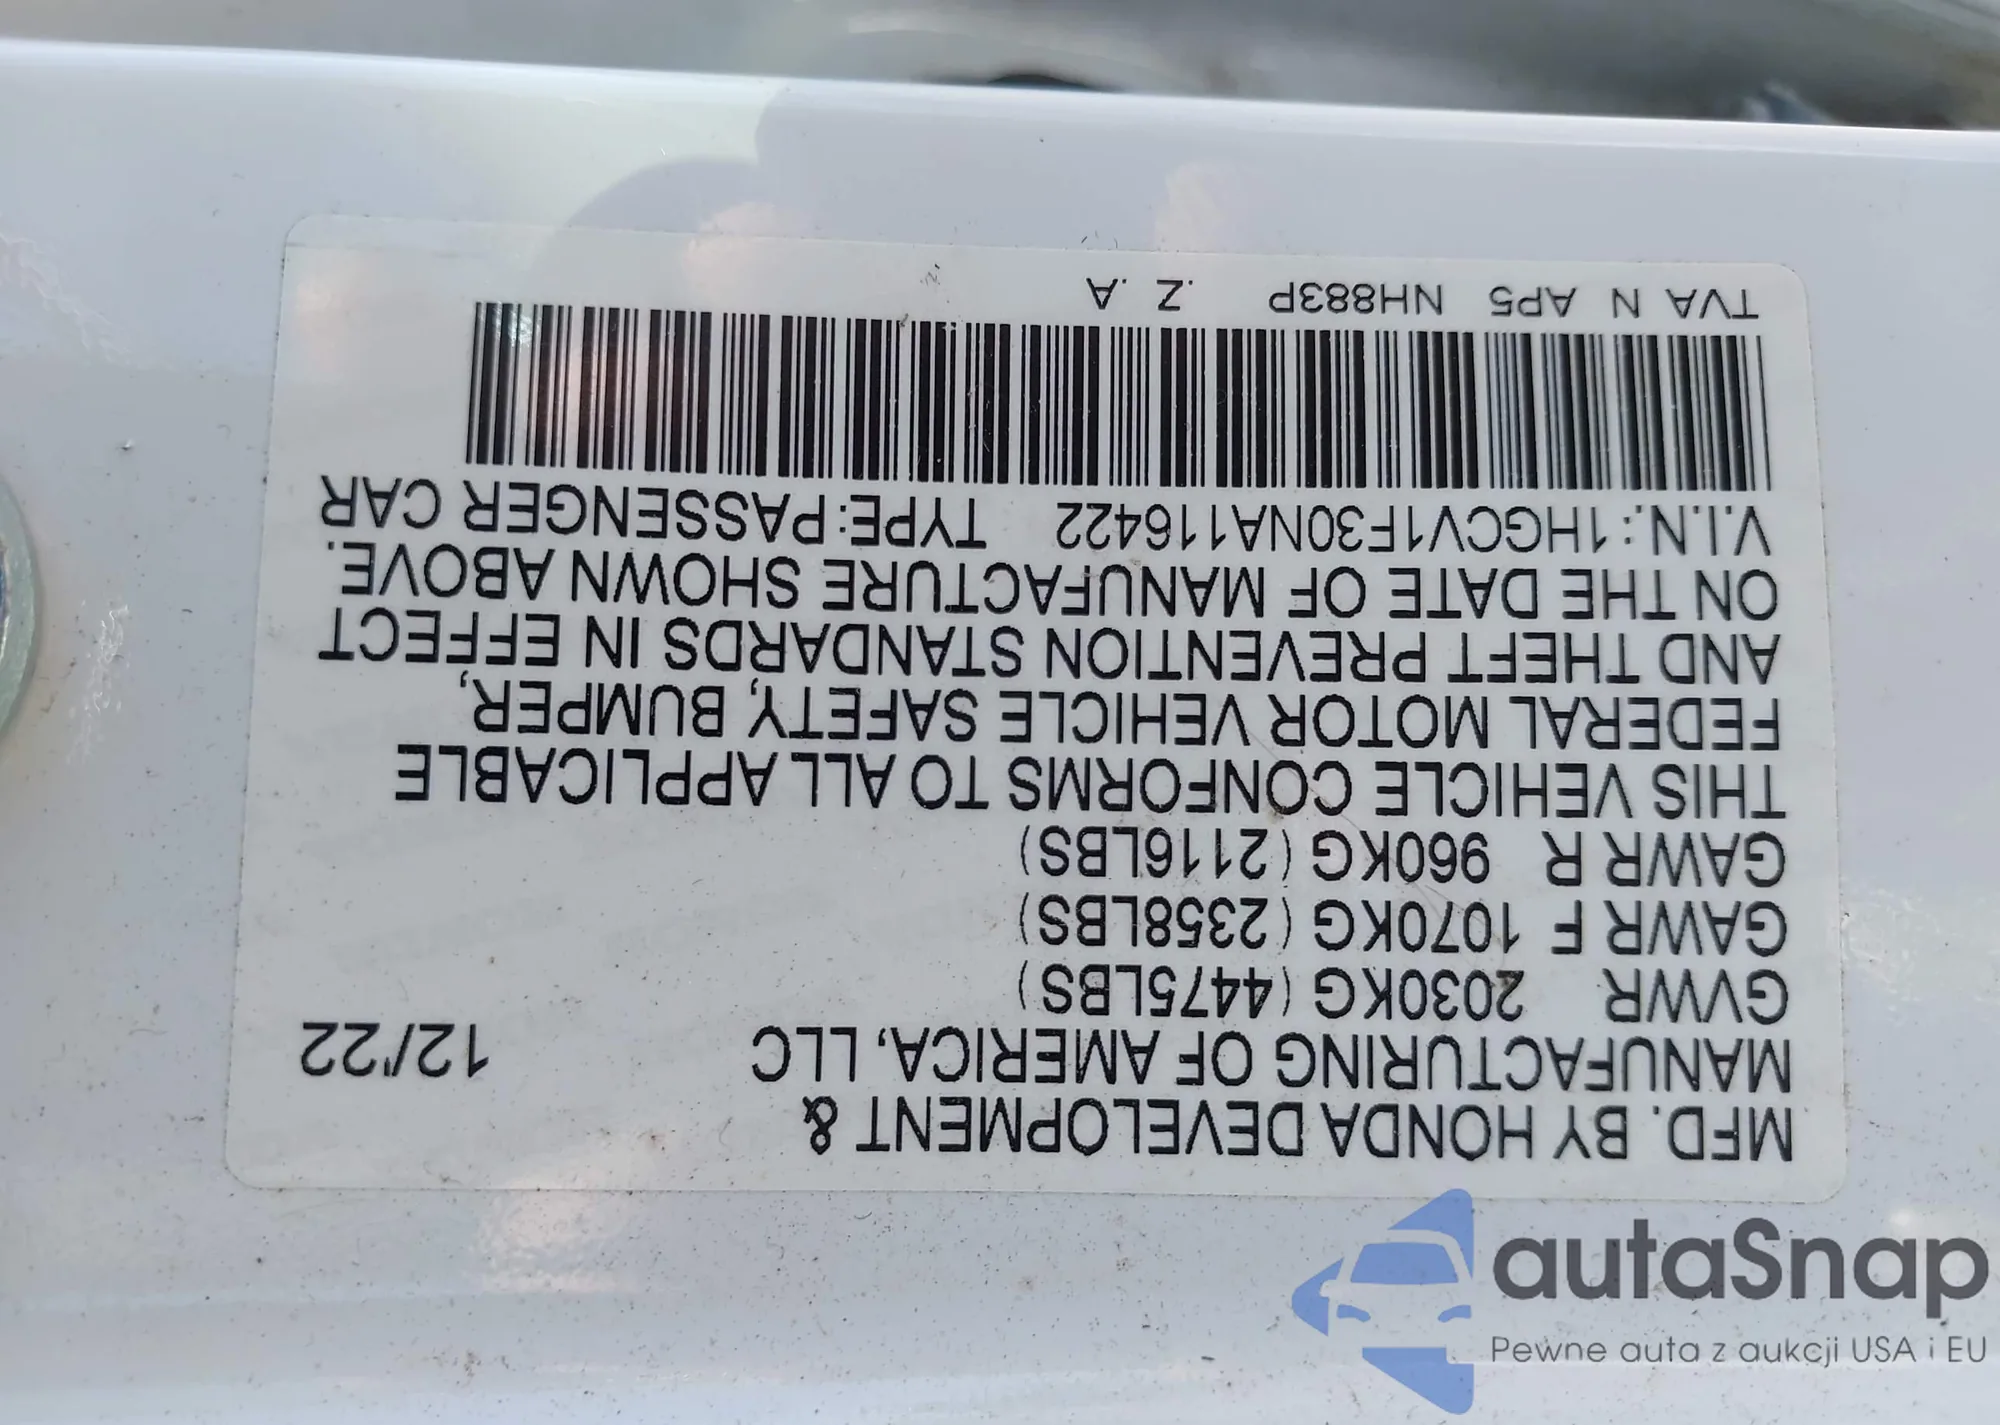 MFD. BY HONDA DEVELOPMENT &
MANUFACTURING OF AMERICA, LLC 12/'22
GVWR 2030KG (4475LBS)
GAWR F 1070KG (2358LBS)
GAWR R 960KG (2116LBS)
THIS VEHICLE CONFORMS TO ALL APPLICABLE
FEDERAL MOTOR VEHICLE SAFETY, BUMPER,
AND THEFT PREVENTION STANDARDS IN EFFECT
ON THE DATE OF MANUFACTURE SHOWN ABOVE.
V.I.N.: 1HGCV1F30NA116422 TYPE:PASSENGER CAR
TVA N AP5 NH883P .Z .A
autaSnap
Pewne auta z aukcji USA i EU